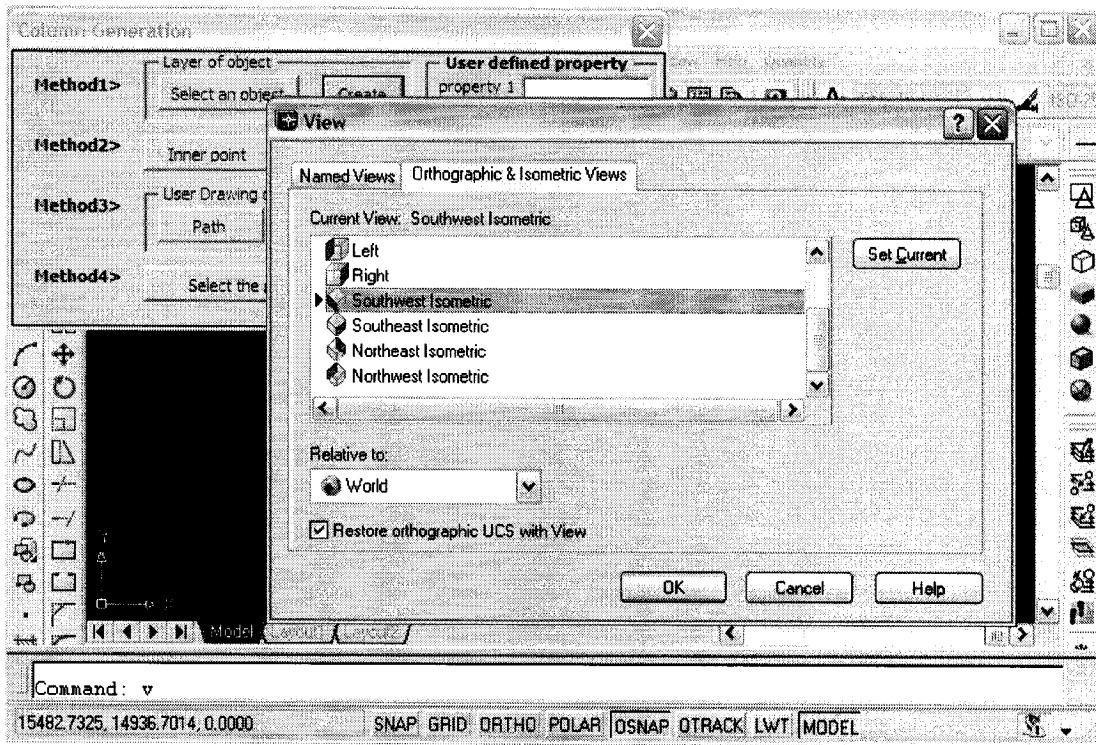 Column Generation
Layer of object
User defined property
Method1>
Select an object
Create
property 1
View
Method2>
Inner point
Named Views
Orthographic & Isometric Views
User Drawing
Method3>
Path
Current View: Southwest Isometric
Left
Set Current
Right
Method4>
Select the
Southwest Isometric
Southeast Isometric
Northeast Isometric
Northwest Isometric
Relative to:
World
Restore orthographic UCS with View
OK
Cancel
Help
Model
Layout1
Layout2
Command: v
15482.7325, 14936.7014, 0.0000
SNAP GRID ORTHO POLAR OSNAP OTRACK LWT MODEL